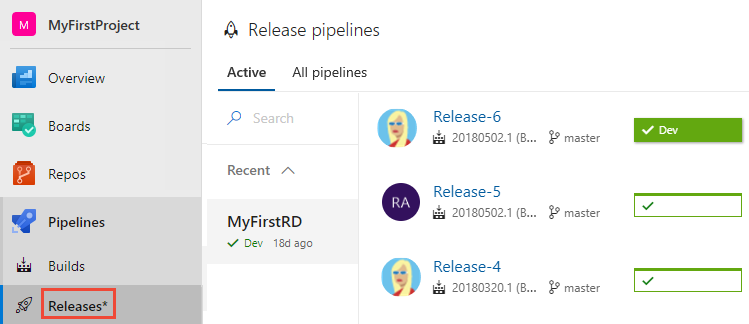 M MyFirstProject
Overview
Boards
Repos
Pipelines
Builds
Releases*
Release pipelines
Active All pipelines
Search
Recent
MyFirstRD
Dev 18d ago
Release-6
20180502.1 (B... master
Dev
RA
Release-5
20180502.1 (B... master
Release-4
20180320.1 (B... master